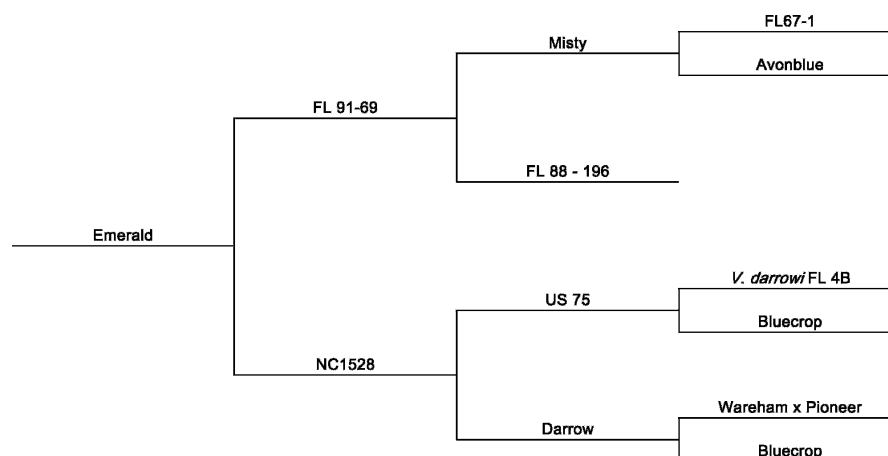 FL67-1
Misty
Avonblue
FL 91-69
FL 88 - 196
Emerald
V. darrowi FL 4B
US 75
Bluecrop
NC1528
Wareham x Pioneer
Darrow
Bluecrop